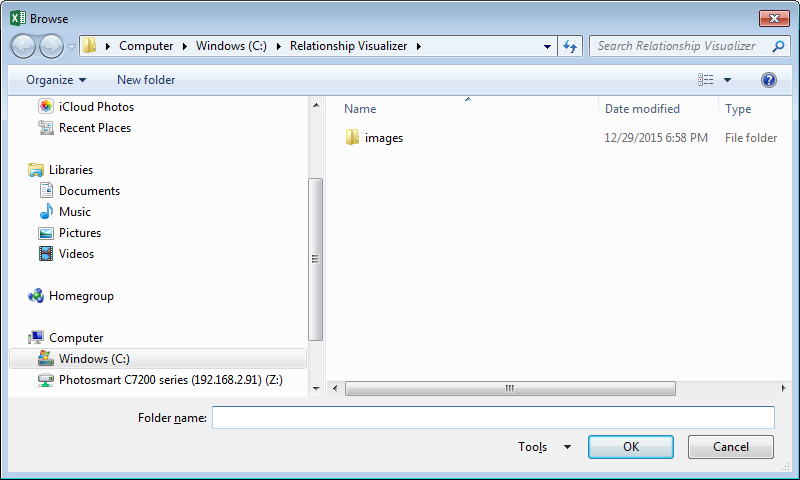 Browse
Computer Windows (C:) Relationship Visualizer
Search Relationship Visualizer
Organize New folder
iCloud Photos
Recent Places
Libraries
Documents
Music
Pictures
Videos
Homegroup
Computer
Windows (C:)
Photosmart C7200 series (192.168.2.91) (Z:)
Name Date modified Type
images 12/29/2015 6:58 PM File folder
Folder name:
Tools OK Cancel